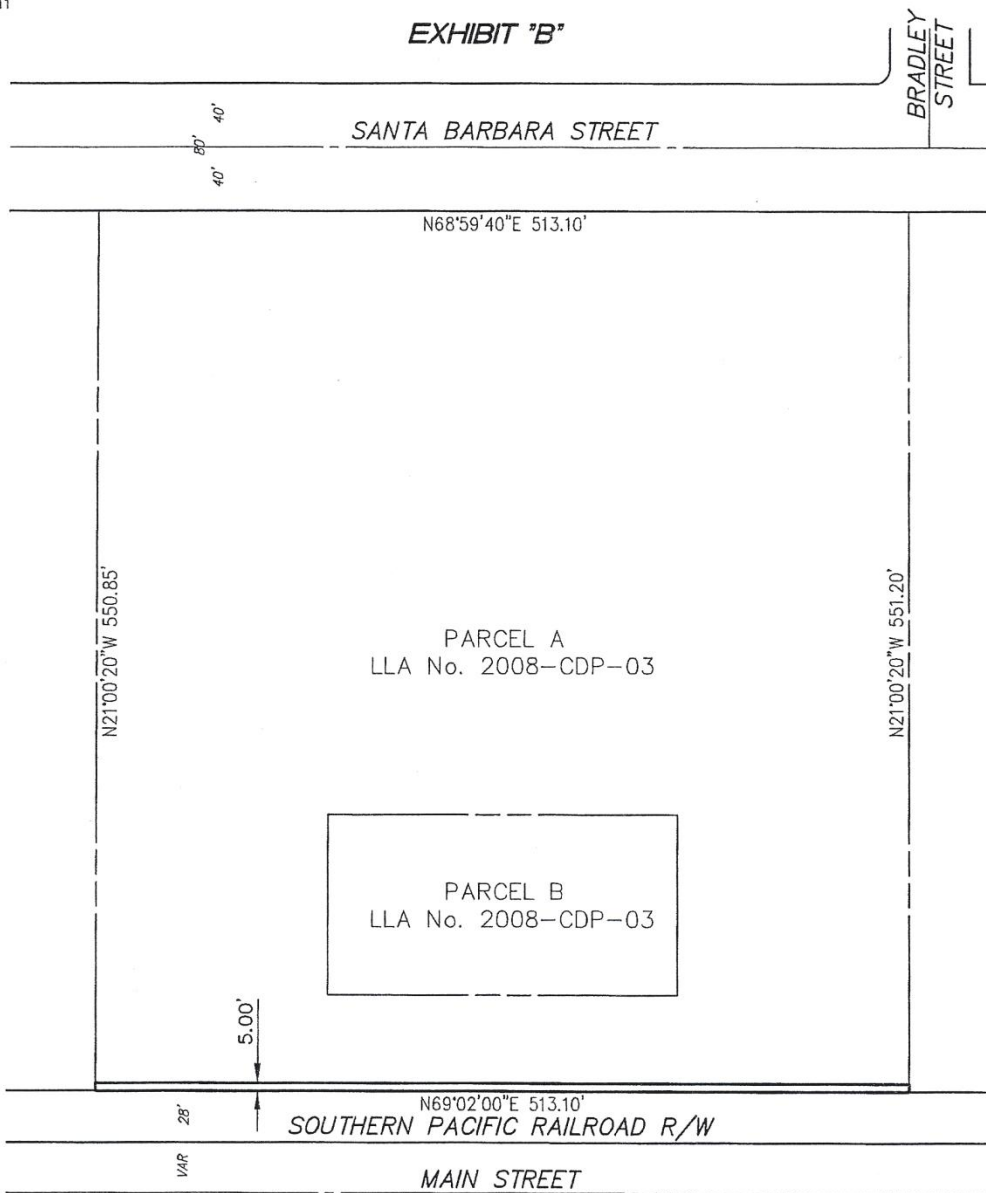 EXHIBIT "B"
BRADLEY
STREET
40'
80'
40'
SANTA BARBARA STREET
N68°59'40"E 513.10'
N21°00'20"W 550.85'
N21°00'20"W 551.20'
PARCEL A
LLA No. 2008-CDP-03
PARCEL B
LLA No. 2008-CDP-03
5.00'
N69°02'00"E 513.10'
28'
SOUTHERN PACIFIC RAILROAD R/W
VAR
MAIN STREET